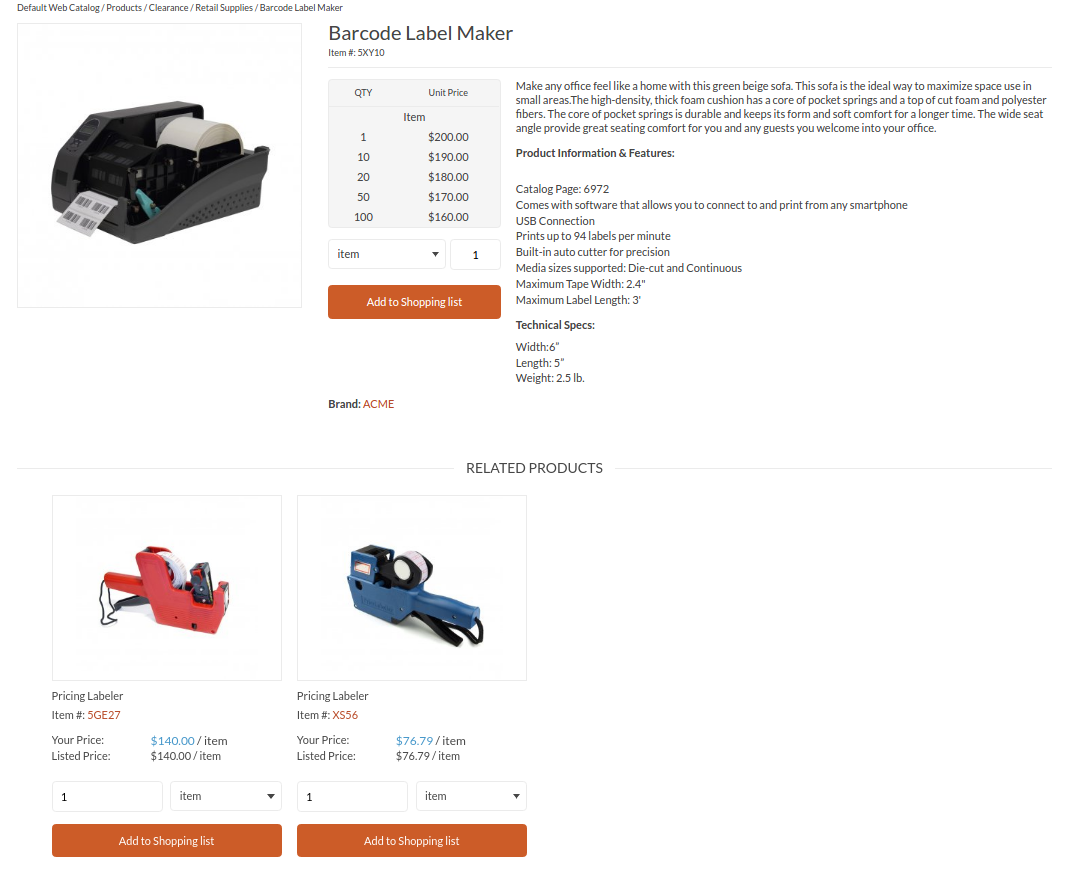 Default Web Catalog / Products / Clearance / Retail Supplies / Barcode Label Maker
Barcode Label Maker
Item #: 5XY10
QTY Unit Price
Item
1 $200.00
10 $190.00
20 $180.00
50 $170.00
100 $160.00
item 1
Add to Shopping list
Make any office feel like a home with this green beige sofa. This sofa is the ideal way to maximize space use in
small areas.The high-density, thick foam cushion has a core of pocket springs and a top of cut foam and polyester
fibers. The core of pocket springs is durable and keeps its form and soft comfort for a longer time. The wide seat
angle provide great seating comfort for you and any guests you welcome into your office.
Product Information & Features:
Catalog Page: 6972
Comes with software that allows you to connect to and print from any smartphone
USB Connection
Prints up to 94 labels per minute
Built-in auto cutter for precision
Media sizes supported: Die-cut and Continuous
Maximum Tape Width: 2.4"
Maximum Label Length: 3'
Technical Specs:
Width:6”
Length: 5”
Weight: 2.5 lb.
Brand: ACME
RELATED PRODUCTS
Pricing Labeler
Item #: 5GE27
Your Price: $140.00 / item
Listed Price: $140.00 / item
1 item
Add to Shopping list
Pricing Labeler
Item #: XS56
Your Price: $76.79 / item
Listed Price: $76.79 / item
1 item
Add to Shopping list